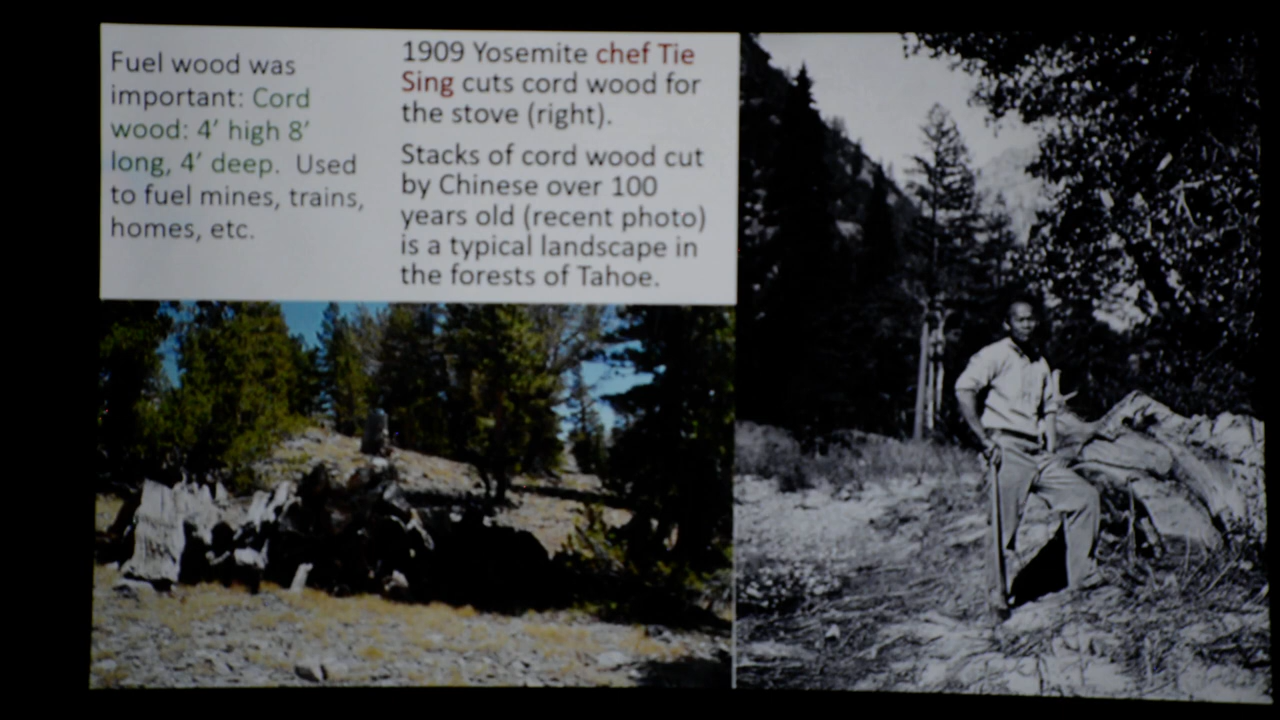 Fuel wood was
important: Cord
wood: 4’ high 8’
long, 4’ deep. Used
to fuel mines, trains,
homes, etc.
1909 Yosemite chef Tie
Sing cuts cord wood for
the stove (right).
Stacks of cord wood cut
by Chinese over 100
years old (recent photo)
is a typical landscape in
the forests of Tahoe.